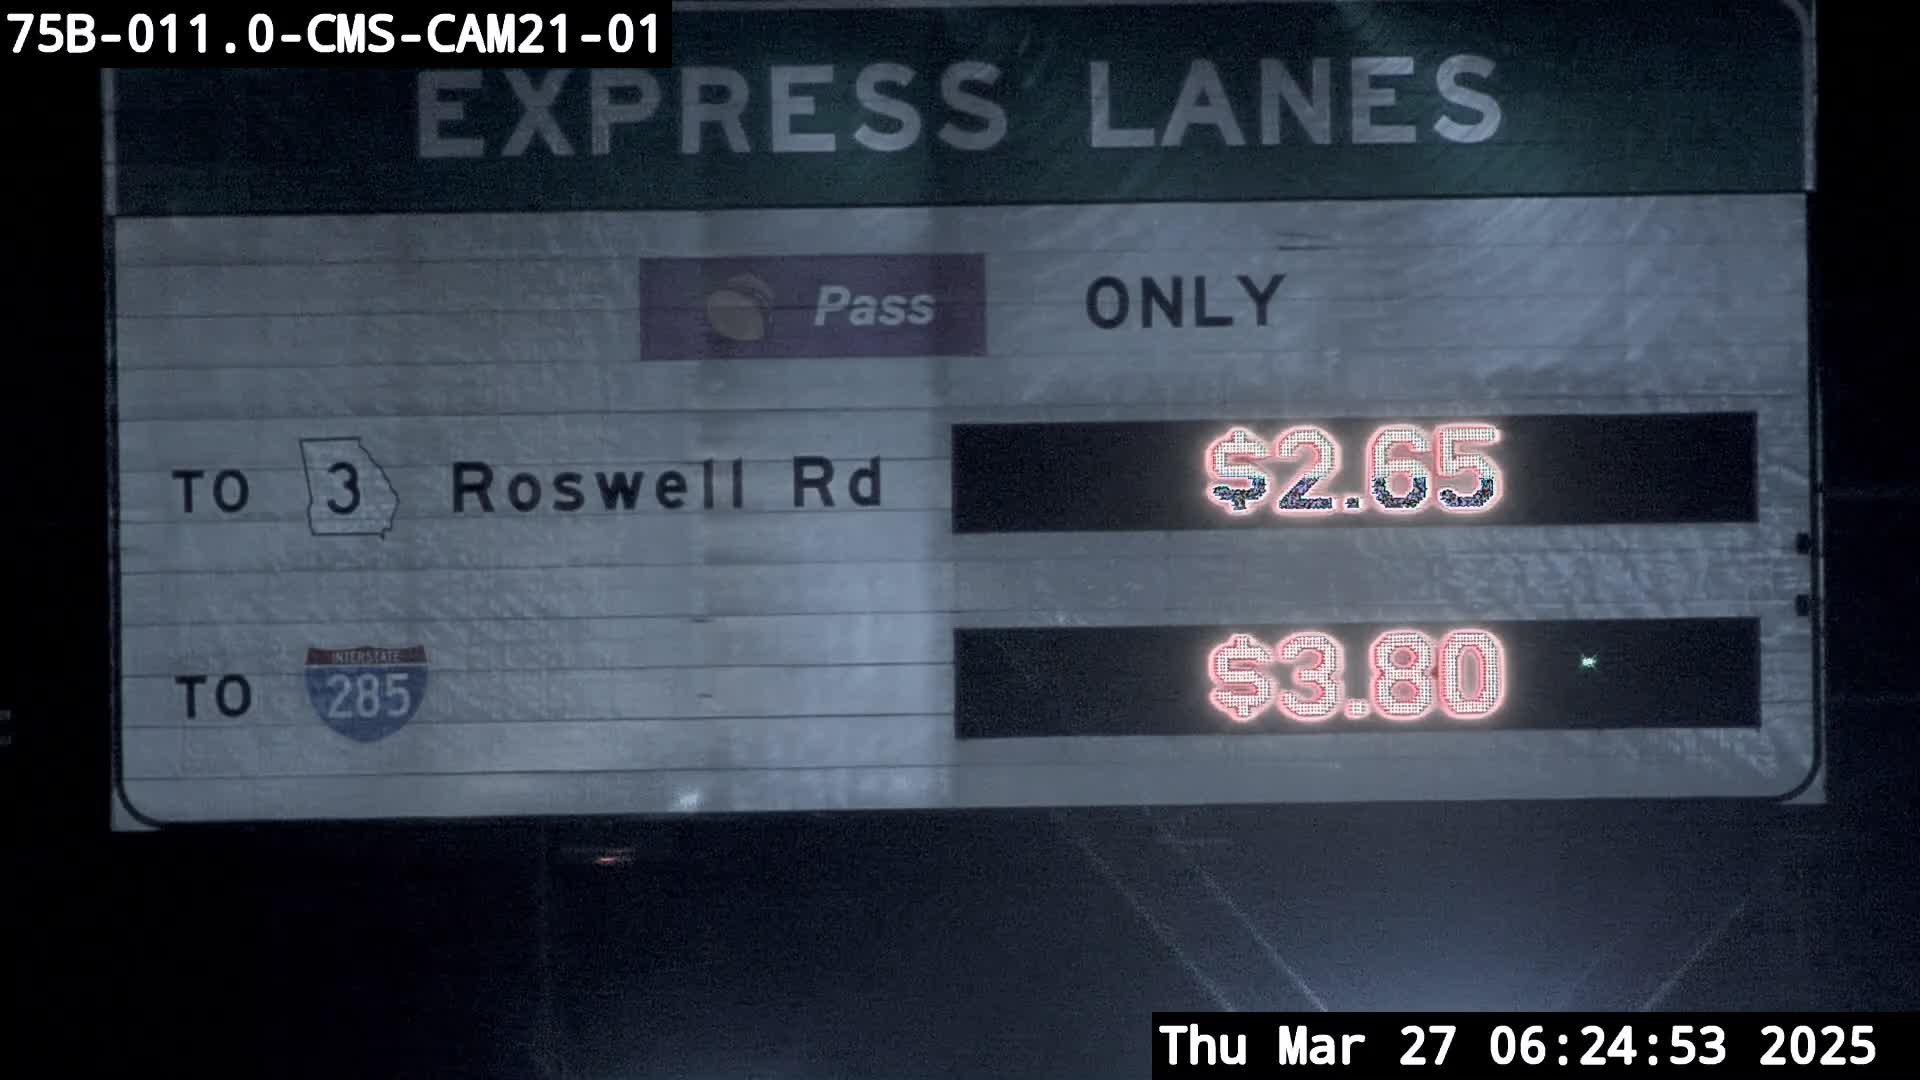 75B-011.0-CMS-CAM21-01
EXPRESS LANES
Pass ONLY
TO 3 Roswell Rd $2.65
TO INTERSTATE 285 $3.80
Thu Mar 27 06:24:53 2025